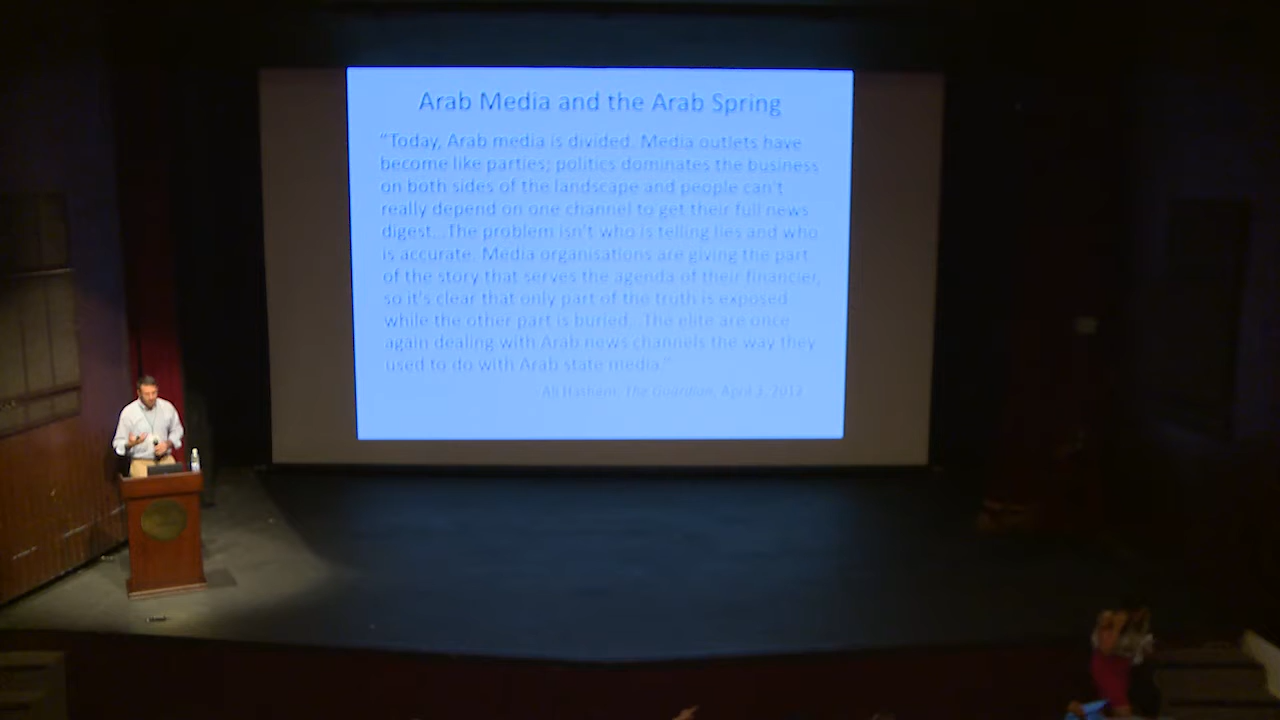 Arab Media and the Arab Spring
"Today, Arab media is divided. Media outlets have
become like parties; politics dominates the business
on both sides of the landscape and people can't
really depend on one channel to get their full news
digest...The problem isn't who is telling lies and who
is accurate. Media organisations are giving the part
of the story that serves the agenda of their financier,
so it's clear that only part of the truth is exposed
while the other part is buried...The elite are once
again dealing with Arab news channels the way they
used to do with Arab state media."
Ali Hashem, The Guardian, April 3, 2012